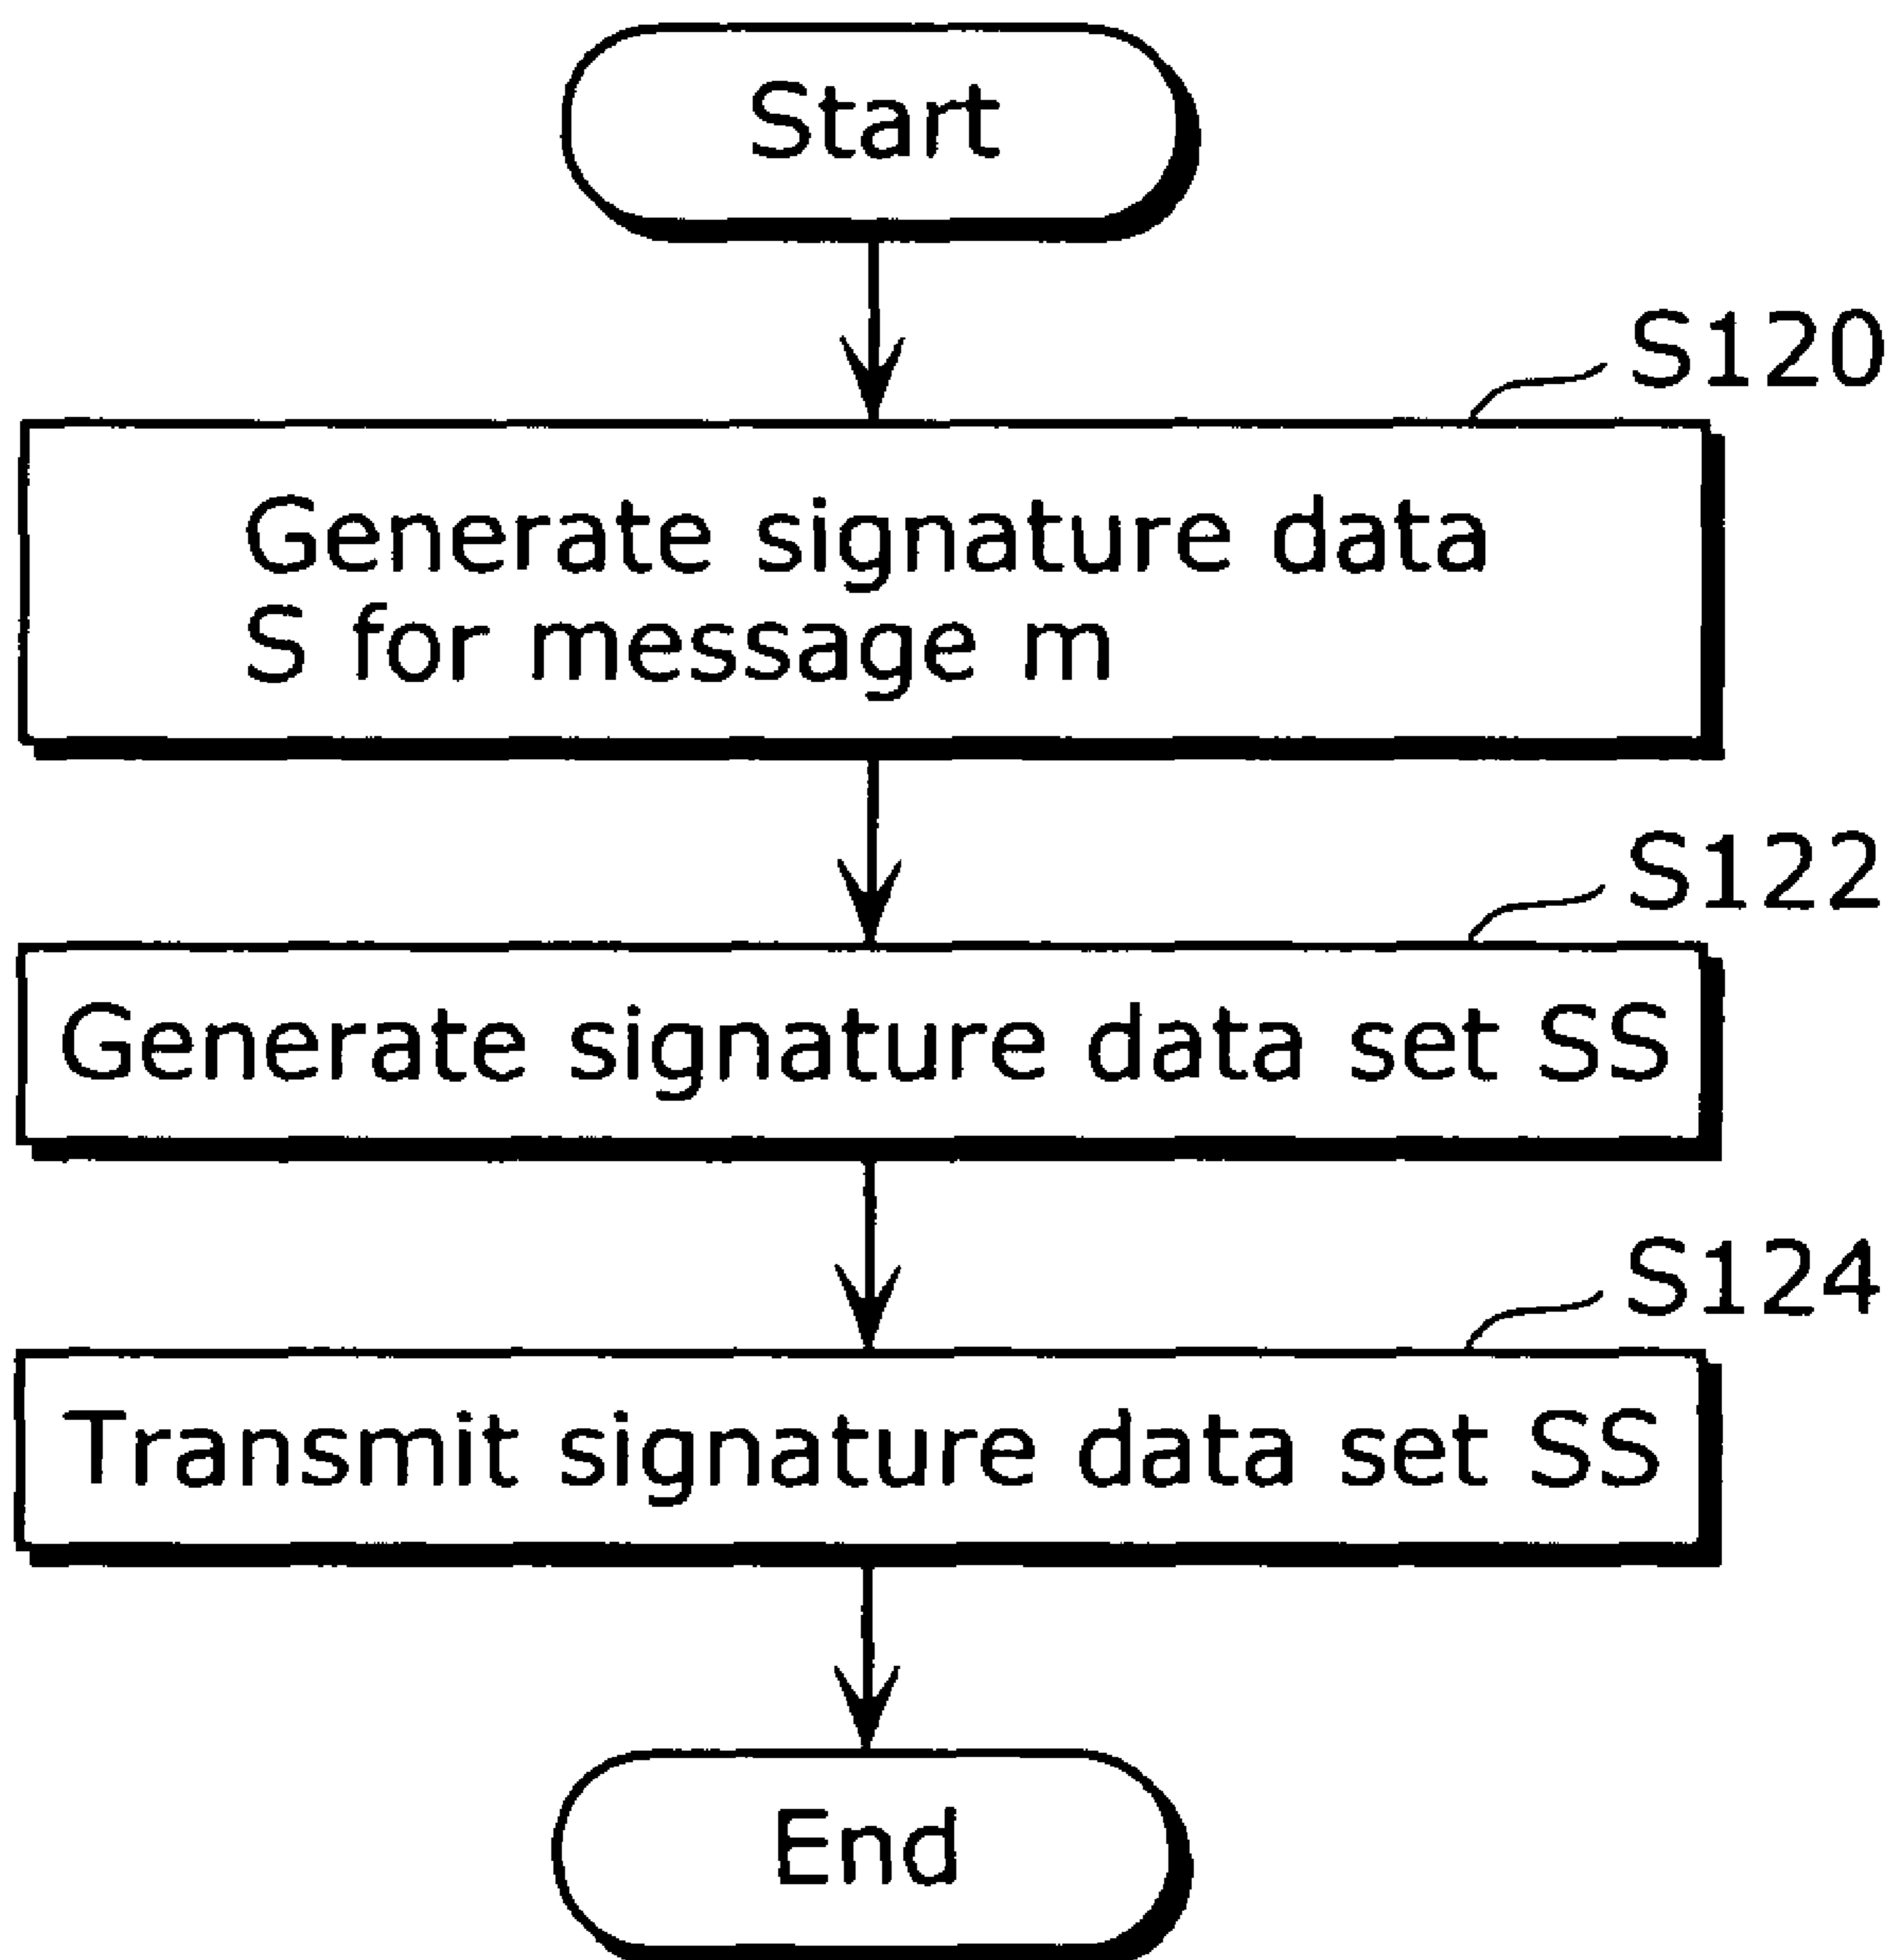 Start
S120
Generate signature data
S for message m
S122
Generate signature data set SS
S124
Transmit signature data set SS
End